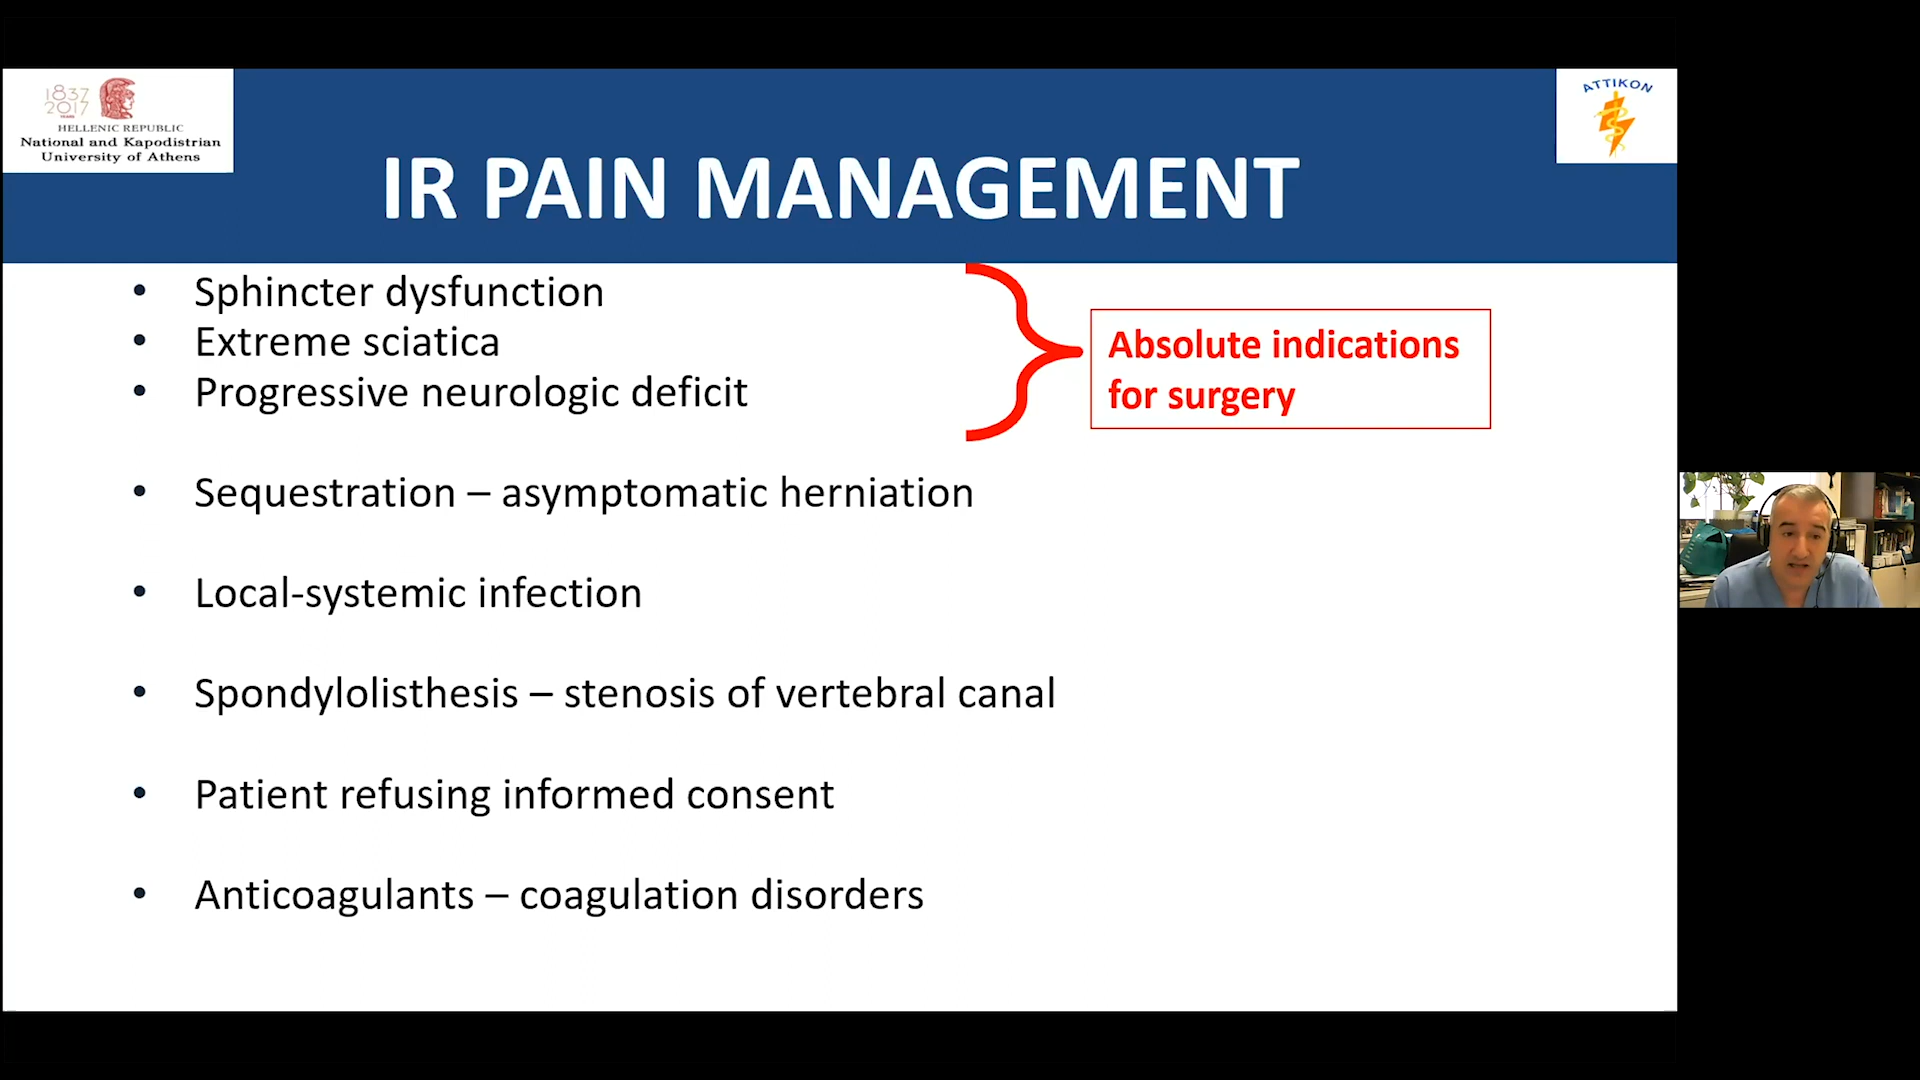 1837
2017
YEARS
HELLENIC REPUBLIC
National and Kapodistrian
University of Athens
ATTIKON
IR PAIN MANAGEMENT
• Sphincter dysfunction
• Extreme sciatica
• Progressive neurologic deficit
Absolute indications
for surgery
• Sequestration – asymptomatic herniation
• Local-systemic infection
• Spondylolisthesis – stenosis of vertebral canal
• Patient refusing informed consent
• Anticoagulants – coagulation disorders